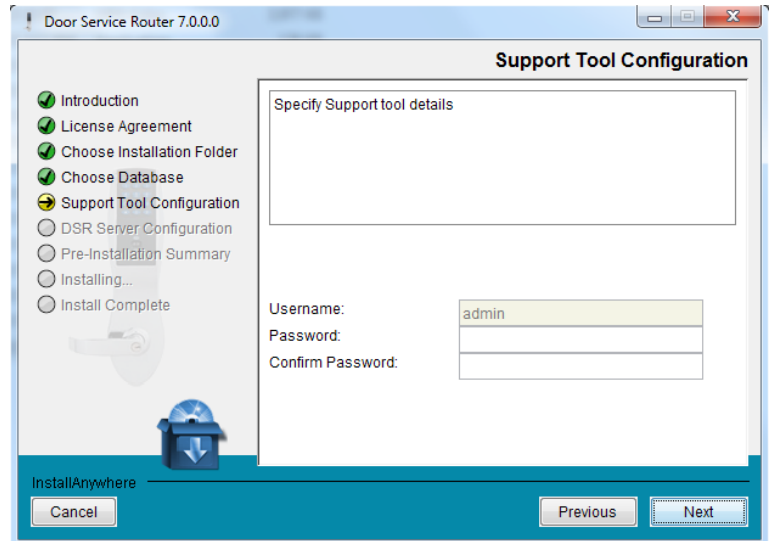 Door Service Router 7.0.0.0
Support Tool Configuration
Introduction
License Agreement
Choose Installation Folder
Choose Database
Support Tool Configuration
DSR Server Configuration
Pre-Installation Summary
Installing...
Install Complete
Specify Support tool details
Username:
admin
Password:
Confirm Password:
InstallAnywhere
Cancel
Previous
Next